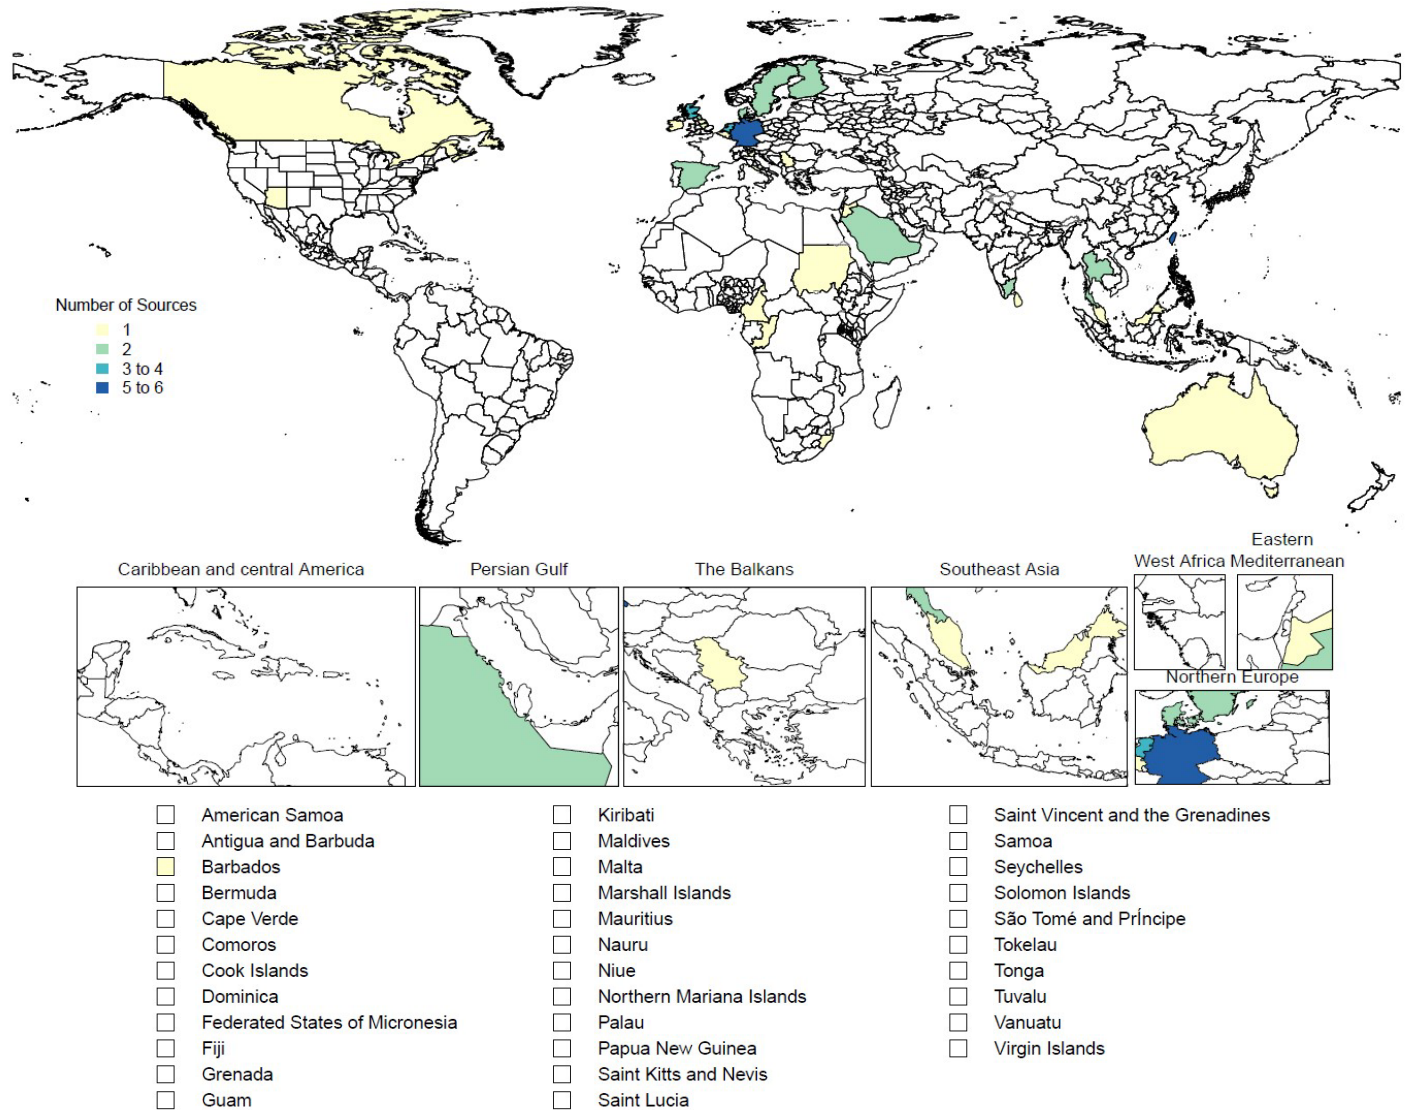 Number of Sources
1
2
3 to 4
5 to 6
Caribbean and central America
Persian Gulf
The Balkans
Southeast Asia
West Africa
Eastern
Mediterranean
Northern Europe
American Samoa
Antigua and Barbuda
Barbados
Bermuda
Cape Verde
Comoros
Cook Islands
Dominica
Federated States of Micronesia
Fiji
Grenada
Guam
Kiribati
Maldives
Malta
Marshall Islands
Mauritius
Nauru
Niue
Northern Mariana Islands
Palau
Papua New Guinea
Saint Kitts and Nevis
Saint Lucia
Saint Vincent and the Grenadines
Samoa
Seychelles
Solomon Islands
São Tomé and PrÍncipe
Tokelau
Tonga
Tuvalu
Vanuatu
Virgin Islands